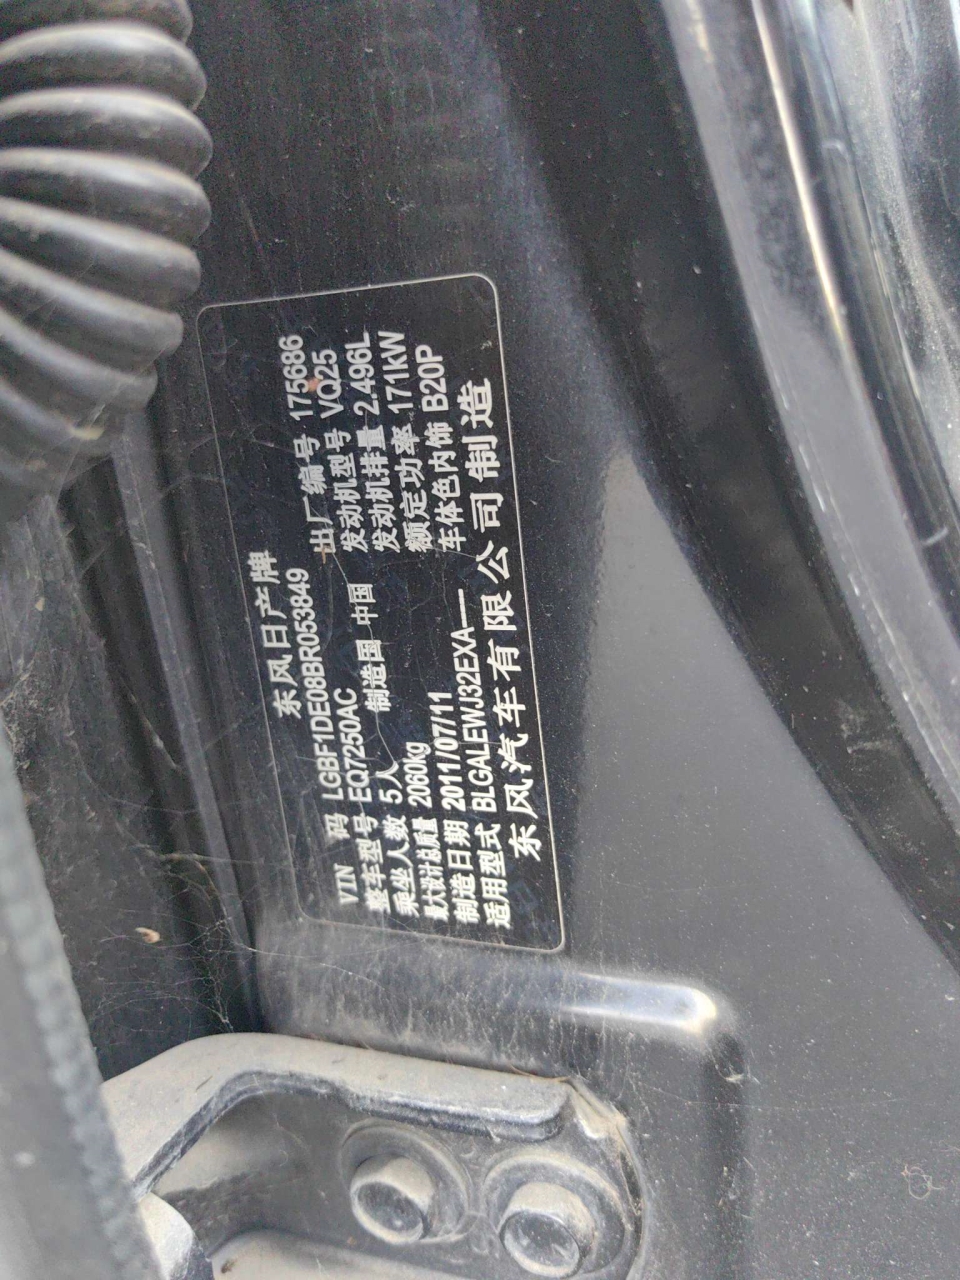 东风日产牌
VIN 码 LGBF1DE08BR053849 出厂编号 175686
整车型号 EQ7250AC 发动机型号 VQ25
乘坐人数 5人 制造国 中国 发动机排量 2.496L
最大设计总质量 2060kg 额定功率 171kW
制造日期 2011/07/11 车体色内饰 B20P
适用型式 BLGALEWJ32EXA—
东风汽车有限公司制造